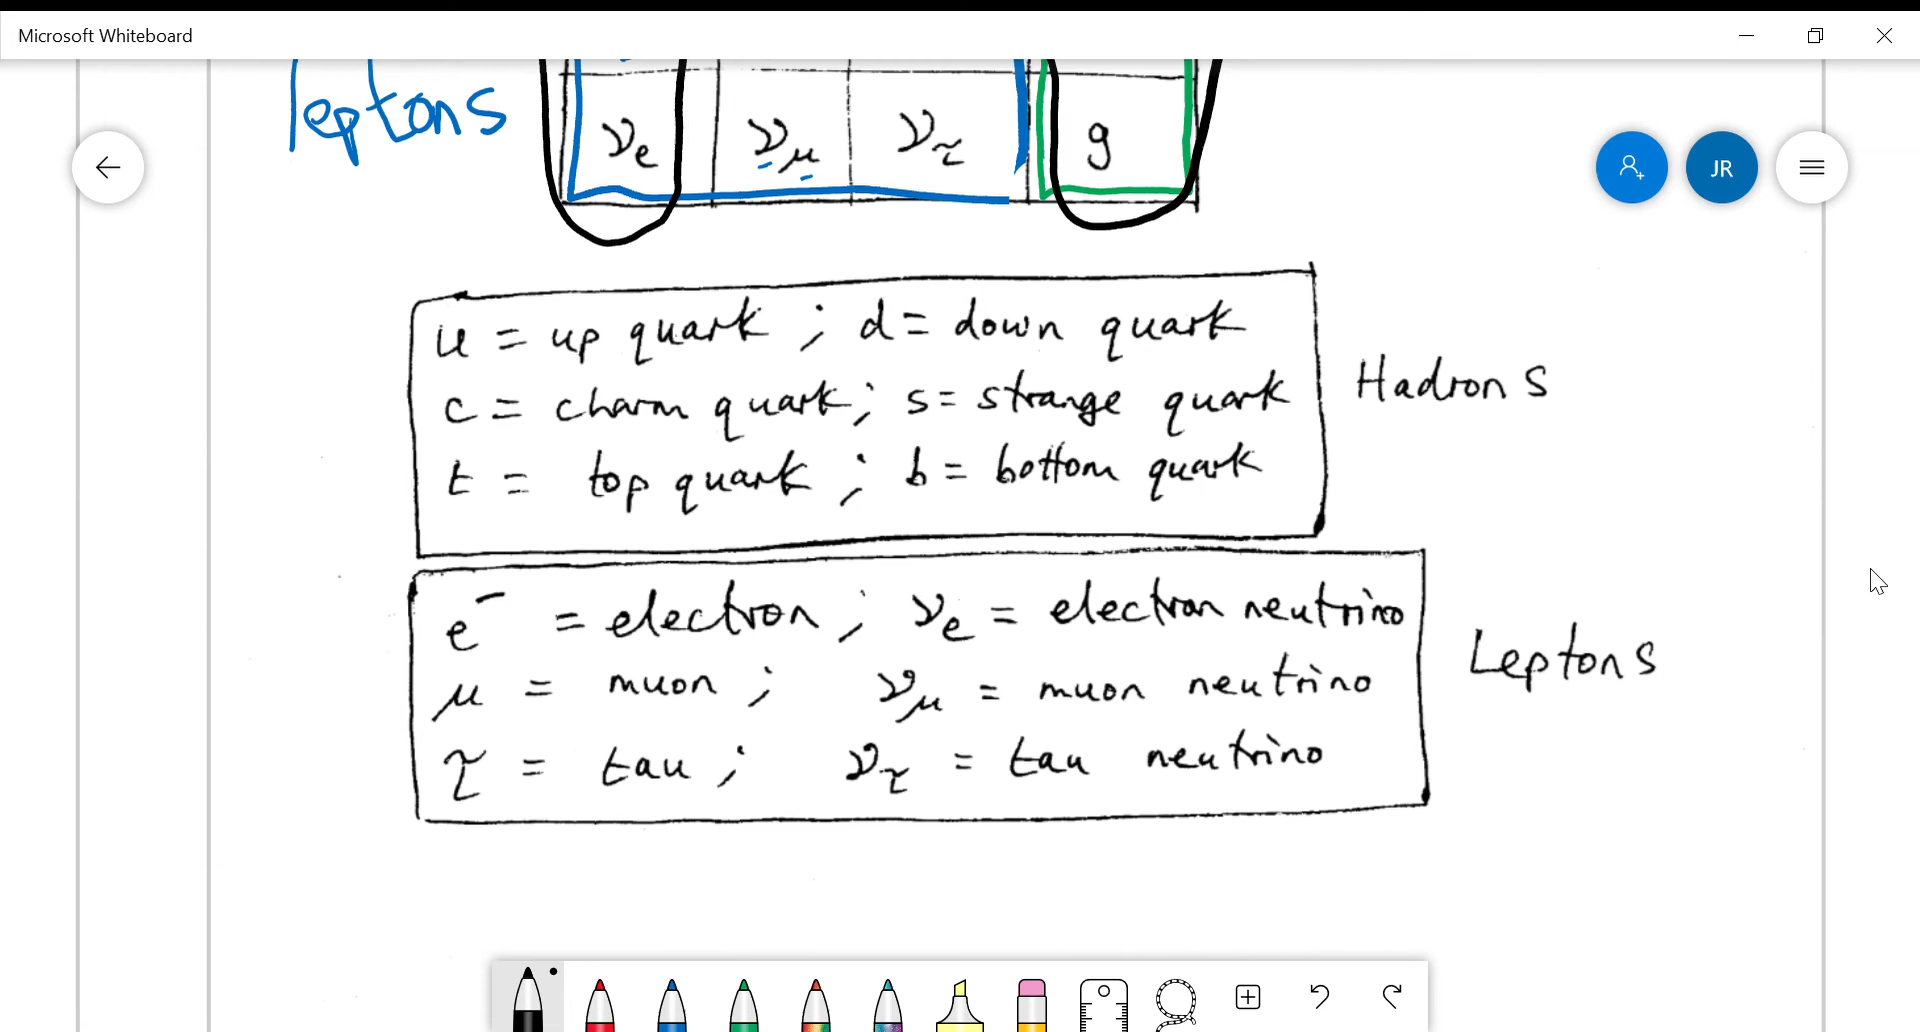 Microsoft Whiteboard
leptons
νe νμ ντ g
JR
u = up quark ; d = down quark
c = charm quark ; s = strange quark
t = top quark ; b = bottom quark
Hadrons
e⁻ = electron ; νe = electron neutrino
μ = muon ; νμ = muon neutrino
τ = tau ; ντ = tau neutrino
Leptons